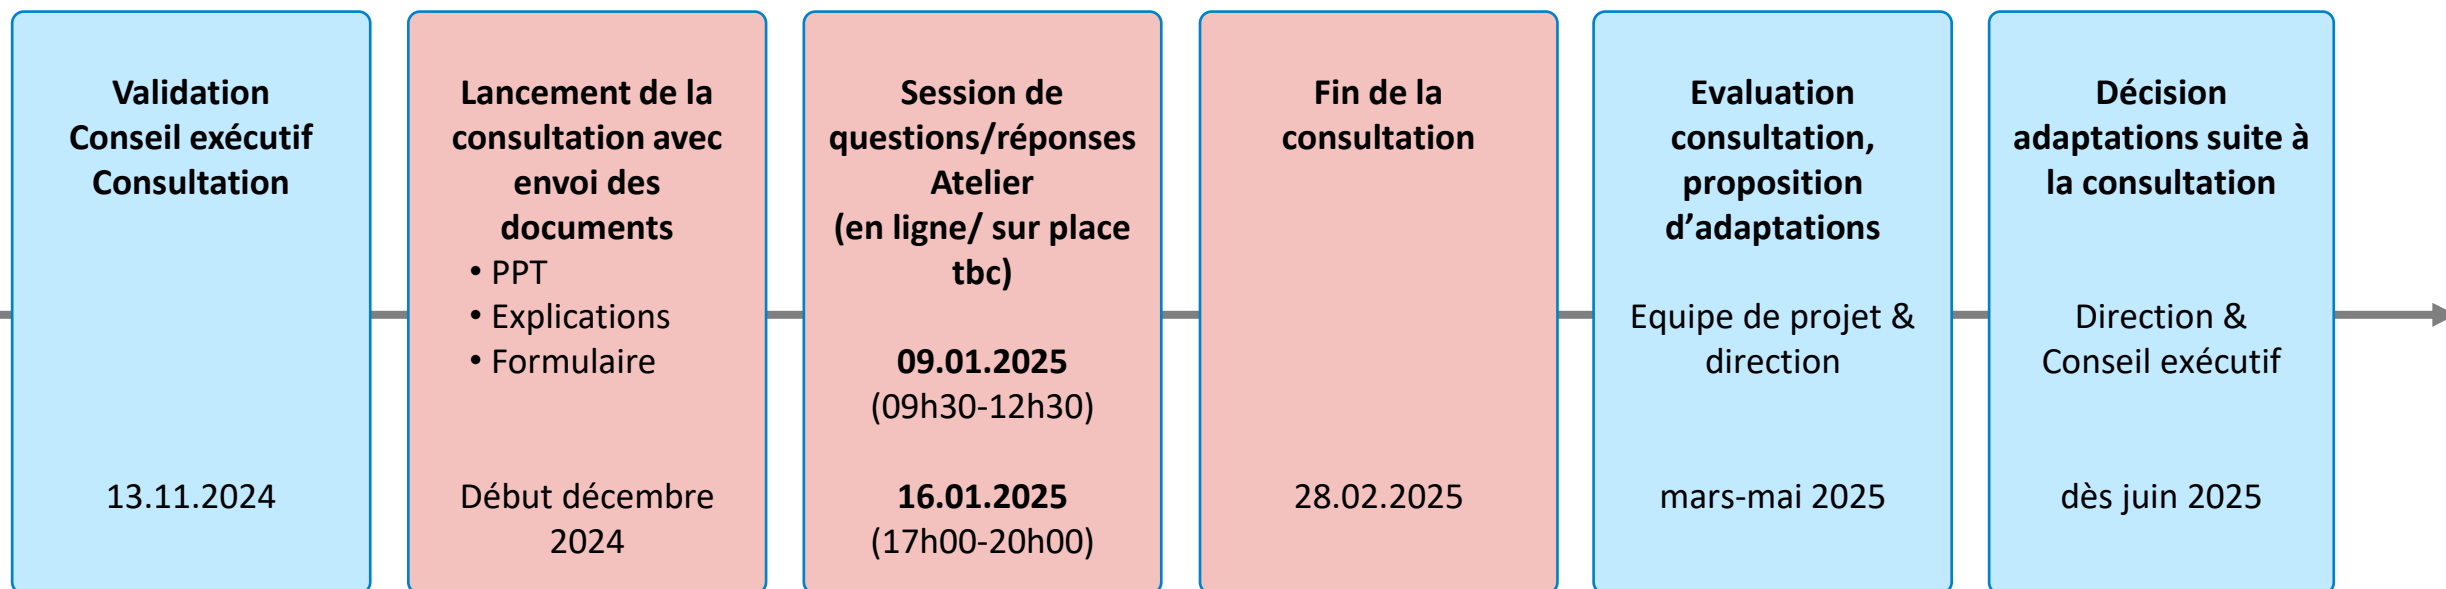 Validation
Conseil exécutif
Consultation
13.11.2024
Lancement de la
consultation avec
envoi des
documents
• PPT
• Explications
• Formulaire
Début décembre
2024
Session de
questions/réponses
Atelier
(en ligne/ sur place
tbc)
09.01.2025
(09h30-12h30)
16.01.2025
(17h00-20h00)
Fin de la
consultation
28.02.2025
Evaluation
consultation,
proposition
d’adaptations
Equipe de projet &
direction
mars-mai 2025
Décision
adaptations suite à
la consultation
Direction &
Conseil exécutif
dès juin 2025